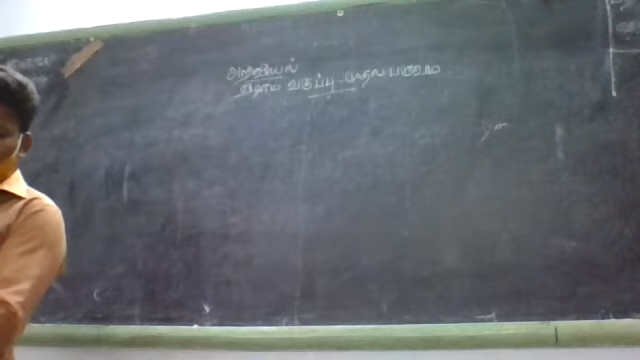 அறிவியல்
ஏழாம் வகுப்பு - முதல் பருவம்